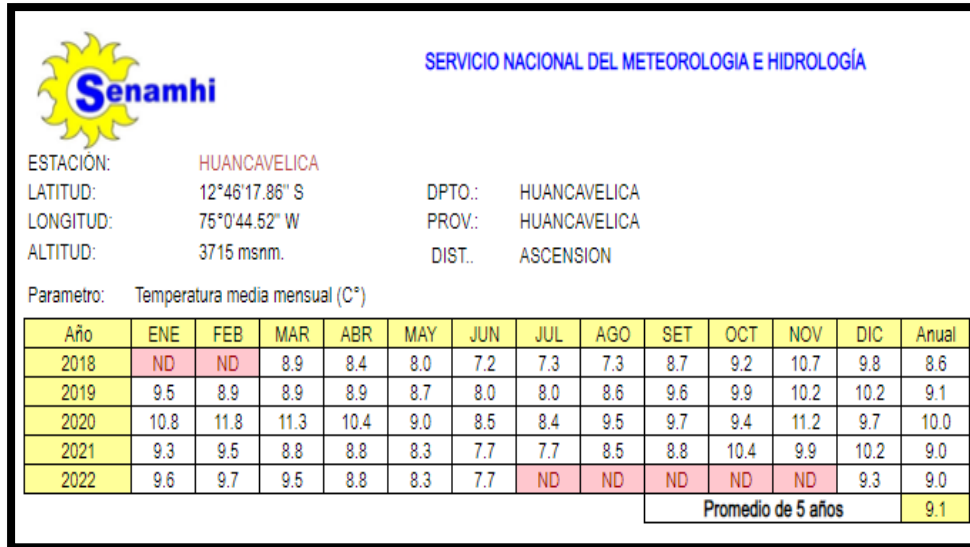 Senamhi
SERVICIO NACIONAL DEL METEOROLOGIA E HIDROLOGÍA
ESTACIÓN: HUANCAVELICA
LATITUD: 12°46'17.86" S DPTO.: HUANCAVELICA
LONGITUD: 75°0'44.52" W PROV.: HUANCAVELICA
ALTITUD: 3715 msnm. DIST.. ASCENSION
Parametro: Temperatura media mensual (C°)
Año ENE FEB MAR ABR MAY JUN JUL AGO SET OCT NOV DIC Anual
2018 ND ND 8.9 8.4 8.0 7.2 7.3 7.3 8.7 9.2 10.7 9.8 8.6
2019 9.5 8.9 8.9 8.9 8.7 8.0 8.0 8.6 9.6 9.9 10.2 10.2 9.1
2020 10.8 11.8 11.3 10.4 9.0 8.5 8.4 9.5 9.7 9.4 11.2 9.7 10.0
2021 9.3 9.5 8.8 8.8 8.3 7.7 7.7 8.5 8.8 10.4 9.9 10.2 9.0
2022 9.6 9.7 9.5 8.8 8.3 7.7 ND ND ND ND ND 9.3 9.0
Promedio de 5 años 9.1